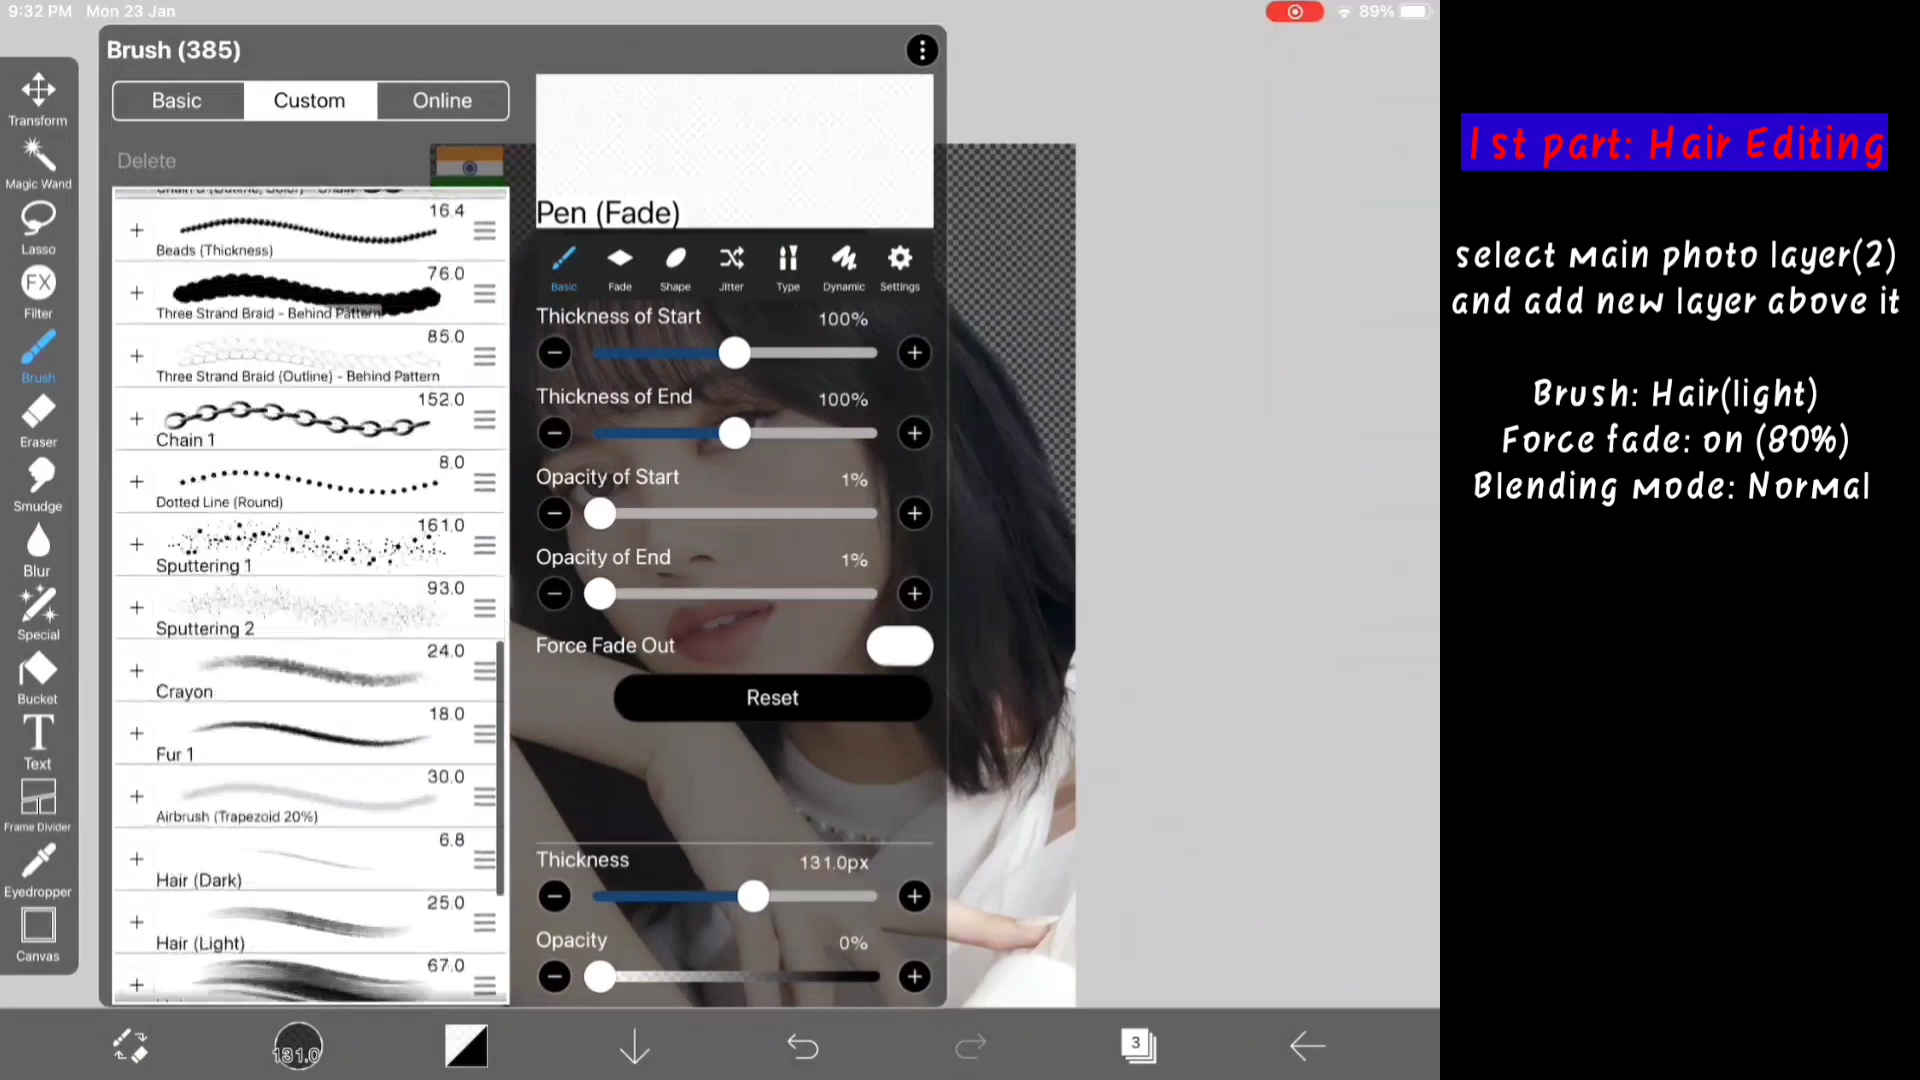 9:32 PM Mon 23 Jan
89%
Brush (385)
Basic Custom Online
Delete
Transform
Magic Wand
Lasso
FX
Filter
Brush
Eraser
Smudge
Blur
Special
Bucket
T
Text
Frame Divider
Eyedropper
Canvas
16.4
Beads (Thickness)
76.0
Three Strand Braid - Behind Pattern
85.0
Three Strand Braid (Outline) - Behind Pattern
152.0
Chain 1
8.0
Dotted Line (Round)
161.0
Sputtering 1
93.0
Sputtering 2
24.0
Crayon
18.0
Fur 1
30.0
Airbrush (Trapezoid 20%)
6.8
Hair (Dark)
25.0
Hair (Light)
67.0
Pen (Fade)
Basic Fade Shape Jitter Type Dynamic Settings
Thickness of Start 100%
Thickness of End 100%
Opacity of Start 1%
Opacity of End 1%
Force Fade Out
Reset
Thickness 131.0px
Opacity 0%
131.0
3
1st part: Hair Editing
select main photo layer(2)
and add new layer above it
Brush: Hair(light)
Force fade: on (80%)
Blending mode: Normal